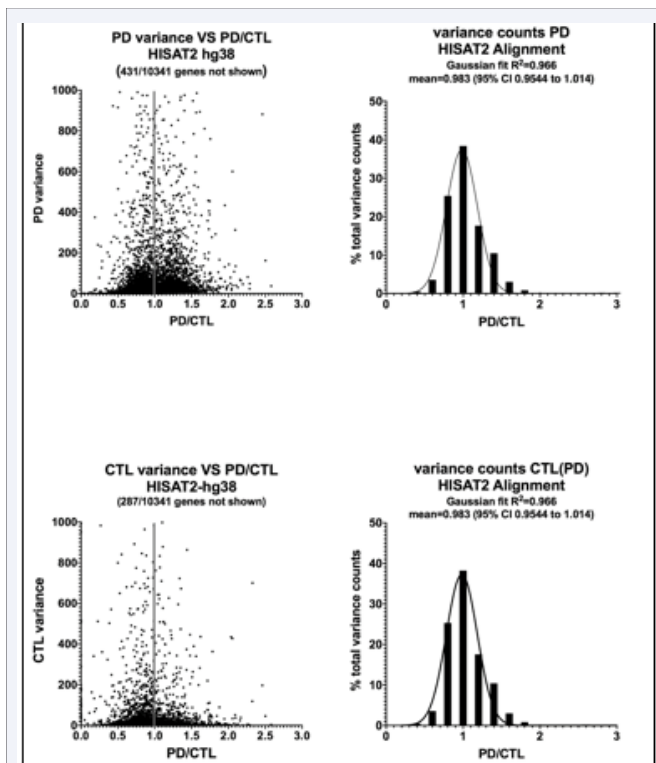 PD variance VS PD/CTL
HISAT2 hg38
(431/10341 genes not shown)
1000
800
600
400
200
0
PD variance
0.0 0.5 1.0 1.5 2.0 2.5 3.0
PD/CTL
variance counts PD
HISAT2 Alignment
Gaussian fit R²=0.966
mean=0.983 (95% CI 0.9544 to 1.014)
50
40
30
20
10
0
% total variance counts
0 1 2 3
PD/CTL
CTL variance VS PD/CTL
HISAT2-hg38
(287/10341 genes not shown)
1000
800
600
400
200
0
CTL variance
0.0 0.5 1.0 1.5 2.0 2.5 3.0
PD/CTL
variance counts CTL(PD)
HISAT2 Alignment
Gaussian fit R²=0.966
mean=0.983 (95% CI 0.9544 to 1.014)
50
40
30
20
10
0
% total variance counts
0 1 2 3
PD/CTL